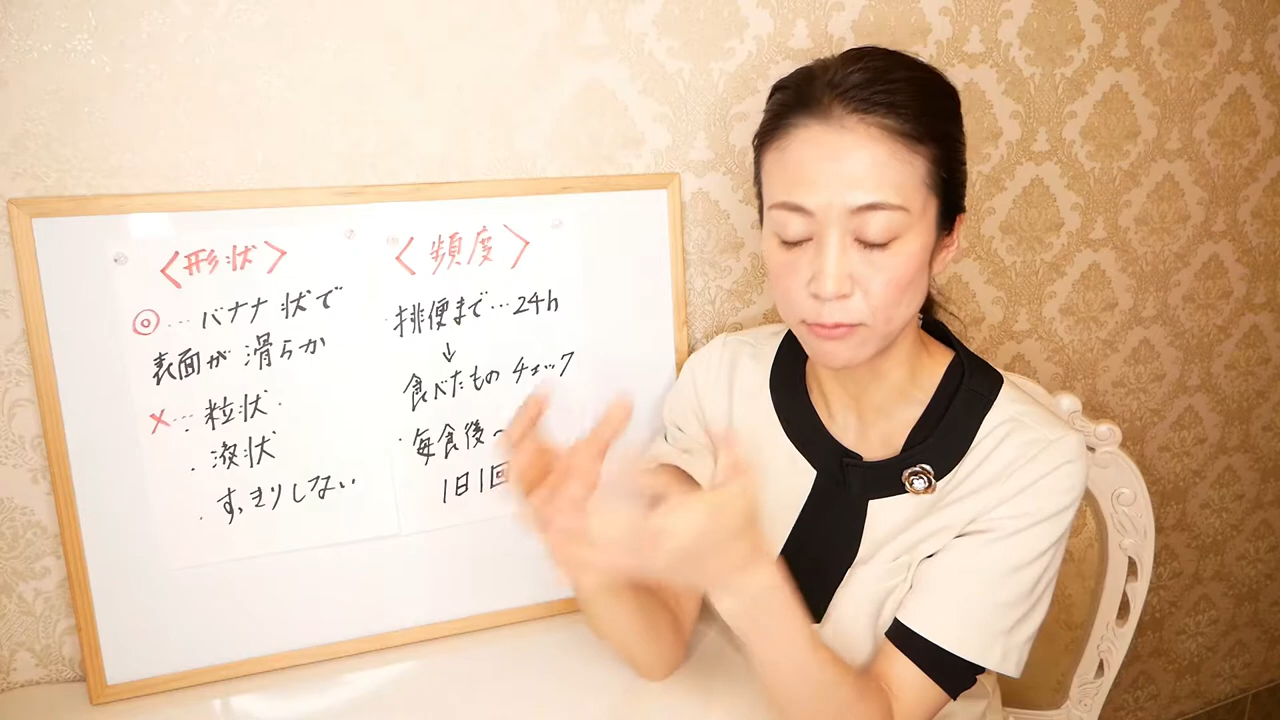 <形状>
◎…バナナ状で
表面が滑らか
×…・粒状
・液状
・すっきりしない
<頻度>
・排便まで…24h
↓
食べたものチェック
・毎食後〜
1日1回